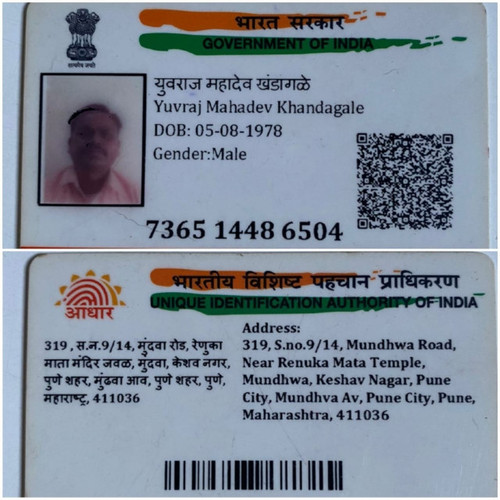 भारत सरकार
GOVERNMENT OF INDIA
सत्यमेव जयते
युवराज महादेव खंडागळे
Yuvraj Mahadev Khandagale
DOB: 05-08-1978
Gender:Male
7365 1448 6504
भारतीय विशिष्ट पहचान प्राधिकरण
UNIQUE IDENTIFICATION AUTHORITY OF INDIA
आधार
319, स.न.9/14, मुंढवा रोड, रेणुका
माता मंदिर जवळ, मुंढवा, केशव नगर,
पुणे शहर, मुंढवा आव, पुणे शहर, पुणे,
महाराष्ट्र, 411036
Address:
319, S.no.9/14, Mundhwa Road,
Near Renuka Mata Temple,
Mundhwa, Keshav Nagar, Pune
City, Mundhva Av, Pune City, Pune,
Maharashtra, 411036